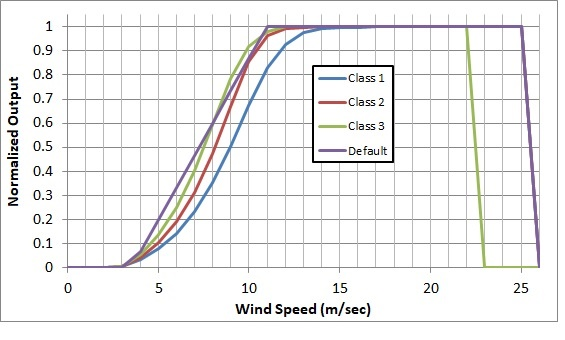 Normalized Output
1
0.9
0.8
0.7
0.6
0.5
0.4
0.3
0.2
0.1
0
Class 1
Class 2
Class 3
Default
0 5 10 15 20 25
Wind Speed (m/sec)